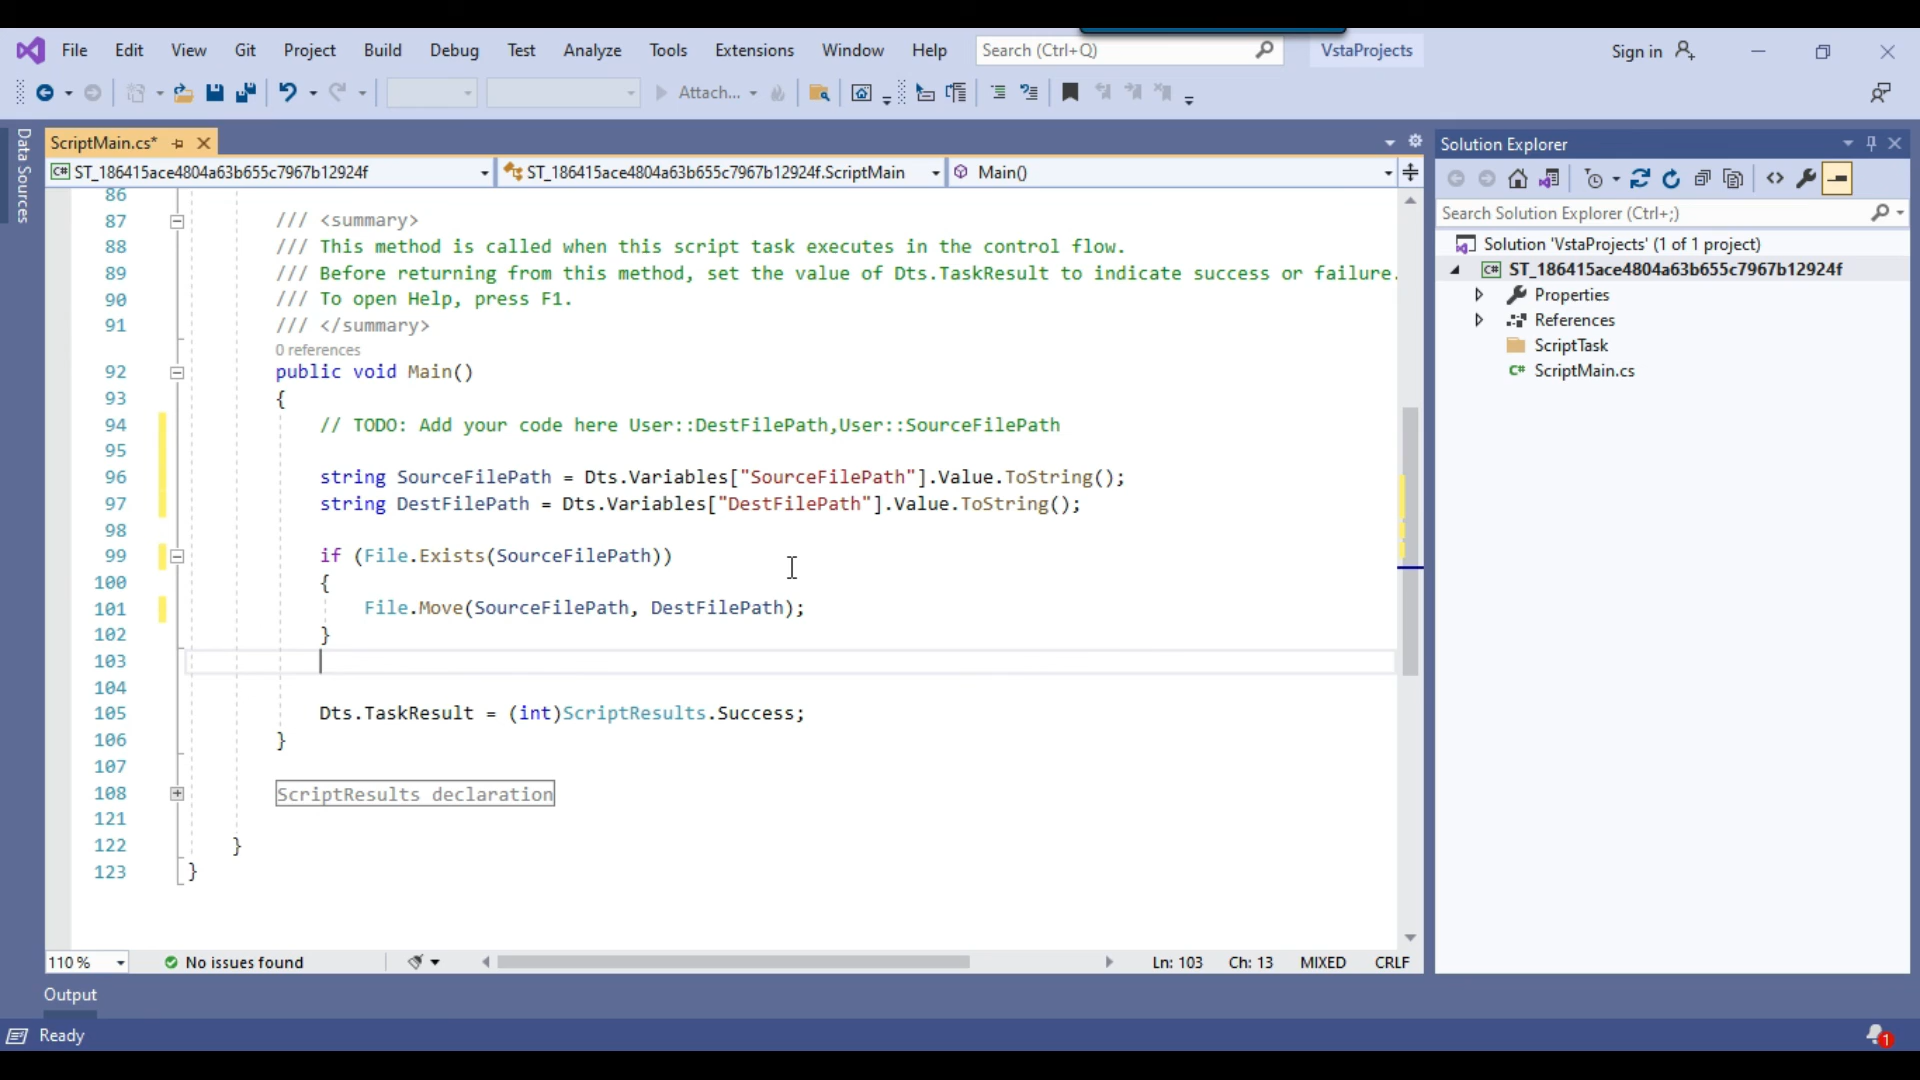 File Edit View Git Project Build Debug Test Analyze Tools Extensions Window Help Search (Ctrl+Q) VstaProjects Sign in
Attach...
Data Sources
ScriptMain.cs*
ST_186415ace4804a63b655c7967b12924f ST_186415ace4804a63b655c7967b12924f.ScriptMain Main()
86
87 /// <summary>
88 /// This method is called when this script task executes in the control flow.
89 /// Before returning from this method, set the value of Dts.TaskResult to indicate success or failure.
90 /// To open Help, press F1.
91 /// </summary>
0 references
92 public void Main()
93 {
94 // TODO: Add your code here User::DestFilePath,User::SourceFilePath
95
96 string SourceFilePath = Dts.Variables["SourceFilePath"].Value.ToString();
97 string DestFilePath = Dts.Variables["DestFilePath"].Value.ToString();
98
99 if (File.Exists(SourceFilePath))
100 {
101 File.Move(SourceFilePath, DestFilePath);
102 }
103
104
105 Dts.TaskResult = (int)ScriptResults.Success;
106 }
107
108 ScriptResults declaration
121
122 }
123 }
110 % No issues found Ln: 103 Ch: 13 MIXED CRLF
Solution Explorer
Search Solution Explorer (Ctrl+;)
Solution 'VstaProjects' (1 of 1 project)
C# ST_186415ace4804a63b655c7967b12924f
Properties
References
ScriptTask
C# ScriptMain.cs
Output
Ready
1